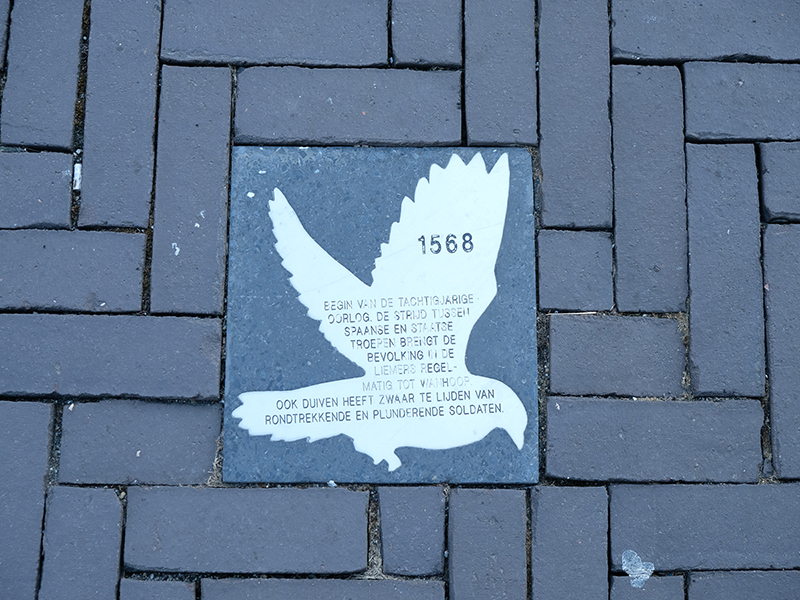 1568
BEGIN VAN DE TACHTIGJARIGE
OORLOG. DE STRIJD TUSSEN
SPAANSE EN STAATSE
TROEPEN BRENGT DE
BEVOLKING IN DE
LIEMERS REGEL-
MATIG TOT WANHOOP.
OOK DUIVEN HEEFT ZWAAR TE LIJDEN VAN
RONDTREKKENDE EN PLUNDERENDE SOLDATEN.